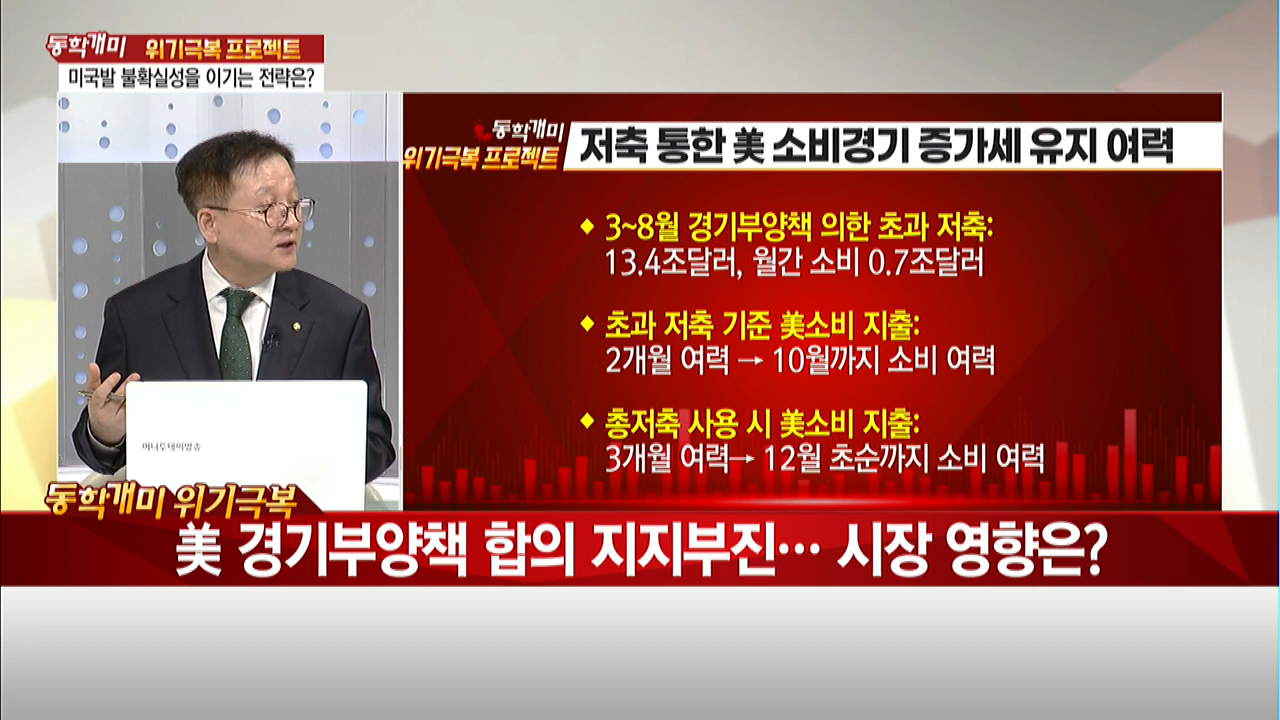 동학개미 위기극복 프로젝트
미국발 불확실성을 이기는 전략은?
동학개미
위기극복 프로젝트
저축 통한 美 소비경기 증가세 유지 여력
◆ 3~8월 경기부양책 의한 초과 저축:
13.4조달러, 월간 소비 0.7조달러
◆ 초과 저축 기준 美소비 지출:
2개월 여력 → 10월까지 소비 여력
◆ 총저축 사용 시 美소비 지출:
3개월 여력→ 12월 초순까지 소비 여력
머니투데이방송
동학개미 위기극복
美 경기부양책 합의 지지부진… 시장 영향은?